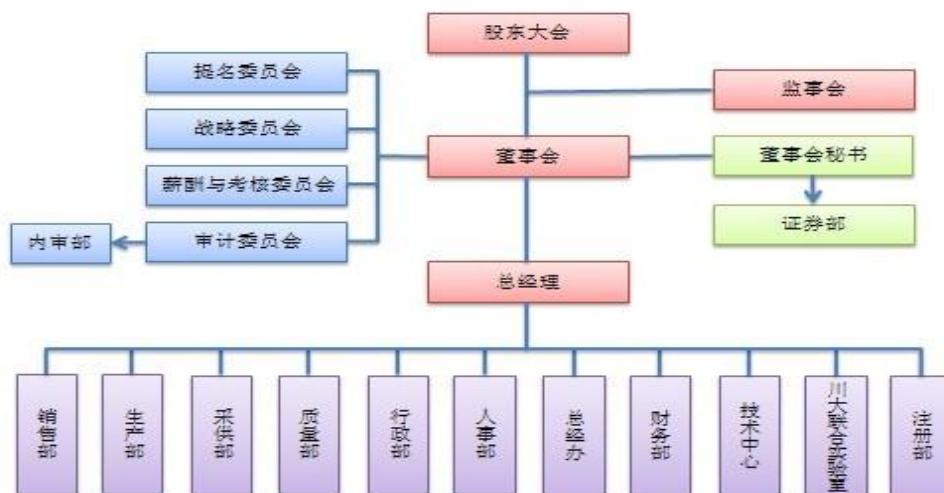 股东大会
提名委员会
监事会
战略委员会
董事会
董事会秘书
薪酬与考核委员会
证券部
内审部
审计委员会
总经理
销售部
生产部
采供部
质量部
行政部
人事部
总经办
财务部
技术中心
川大联合实验室
注册部